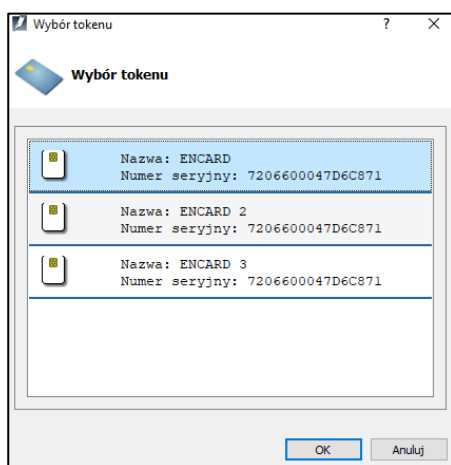 Wybór tokenu
? X
Wybór tokenu
Nazwa: ENCARD
Numer seryjny: 7206600047D6C871
Nazwa: ENCARD 2
Numer seryjny: 7206600047D6C871
Nazwa: ENCARD 3
Numer seryjny: 7206600047D6C871
OK Anuluj